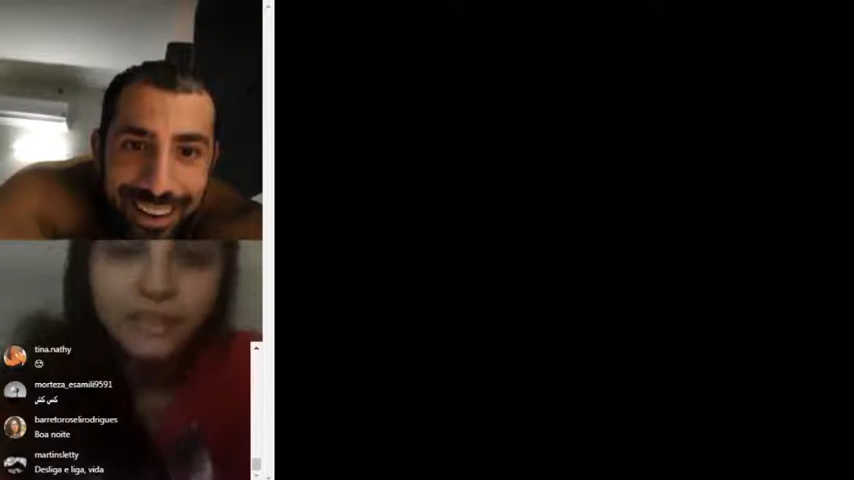 tina.nathy
😍
morteza_esamili9591
کس کش
barretoroselirodrigues
Boa noite
martinsletty
Desliga e liga, vida